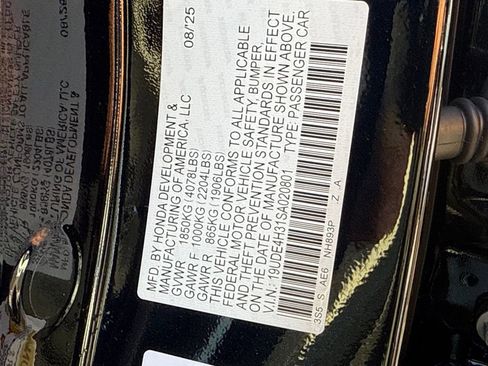 MFD. BY HONDA DEVELOPMENT &
MANUFACTURING OF AMERICA, LLC 08/'25
GVWR 1850KG (4078LBS)
GAWR F 1000KG (2204LBS)
GAWR R 865KG (1906LBS)
THIS VEHICLE CONFORMS TO ALL APPLICABLE
FEDERAL MOTOR VEHICLE SAFETY, BUMPER,
AND THEFT PREVENTION STANDARDS IN EFFECT
ON THE DATE OF MANUFACTURE SHOWN ABOVE.
V.I.N.: 19UDE4H31SA020801 TYPE: PASSENGER CAR
3S5 S AE6 NH893P Z A